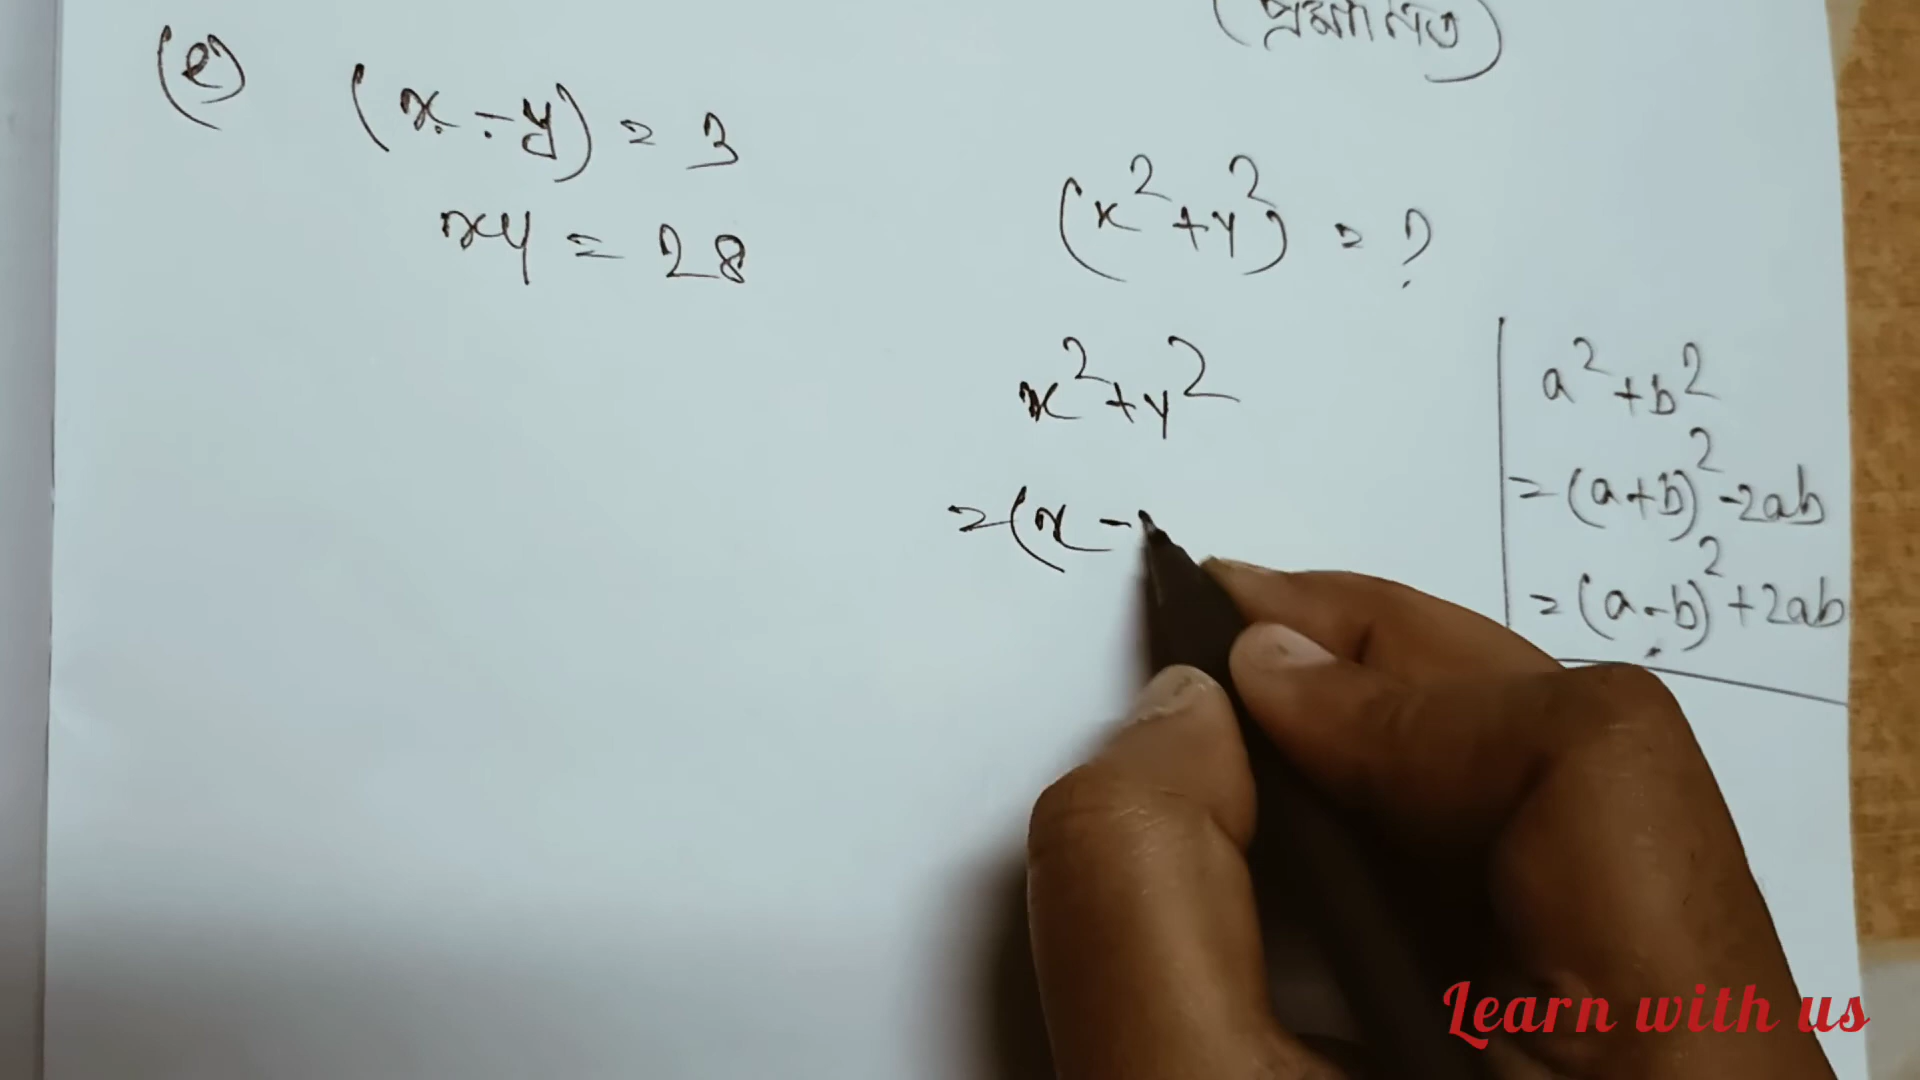 (প্রমাণিত)
(e) (x - y) = 3
xy = 28
(x² + y²) = ?
x² + y²
= (x -
a² + b²
= (a + b)² - 2ab
= (a - b)² + 2ab
Learn with us